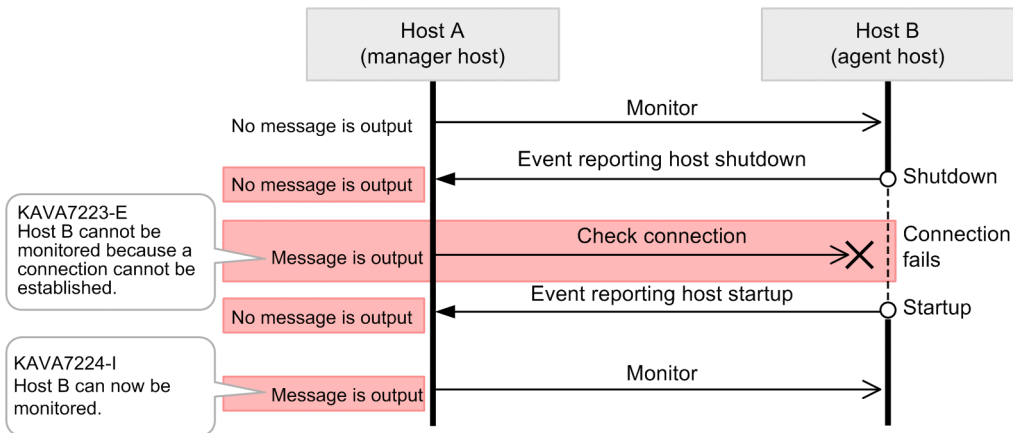 Host A
(manager host)
Host B
(agent host)
Monitor
No message is output
Event reporting host shutdown
No message is output
Shutdown
KAVA7223-E
Host B cannot be
monitored because a
connection cannot be
established.
Check connection
Message is output
Connection
fails
Event reporting host startup
No message is output
Startup
KAVA7224-I
Host B can now be
monitored.
Monitor
Message is output